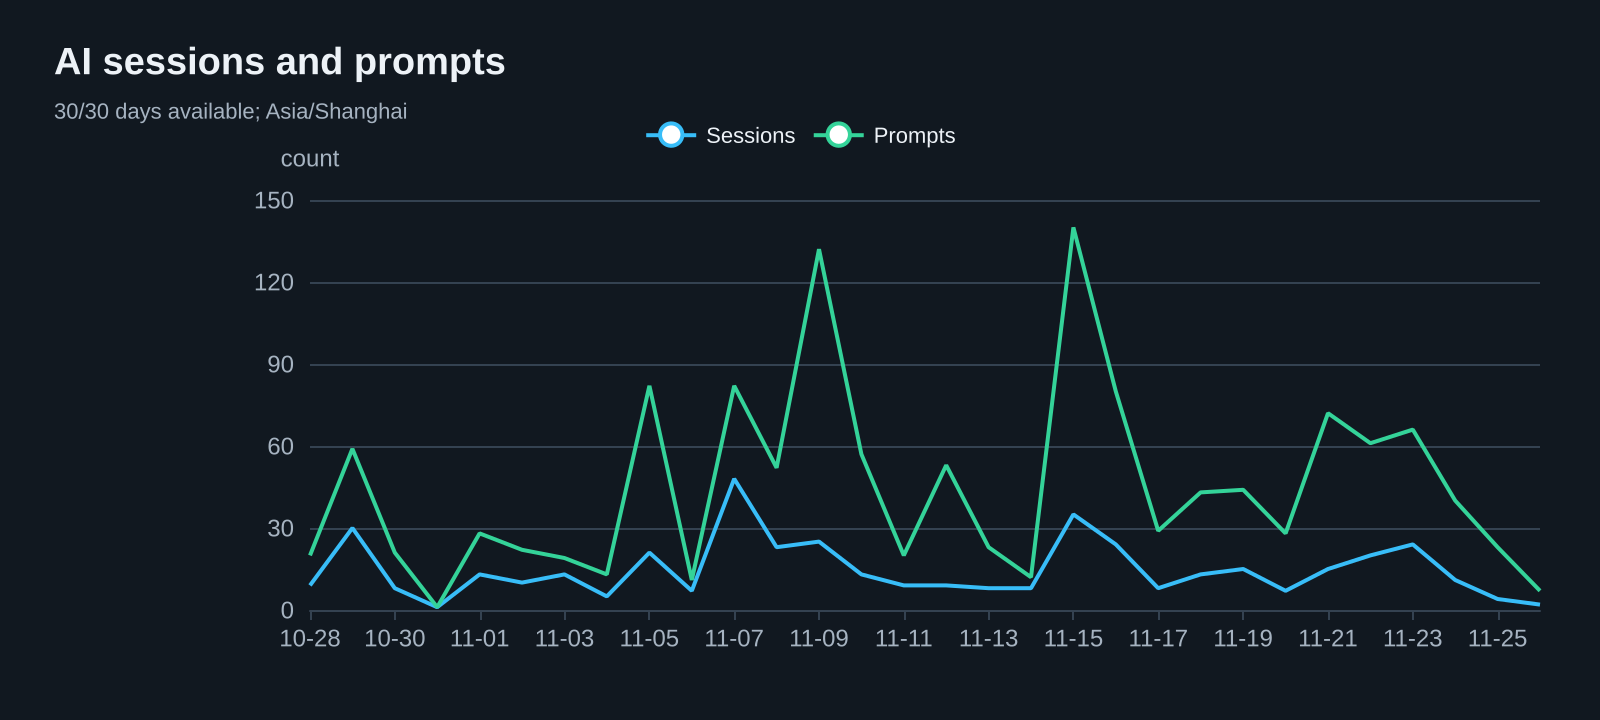 AI sessions and prompts
30/30 days available; Asia/Shanghai
Sessions Prompts
count
150
120
90
60
30
0
10-28 10-30 11-01 11-03 11-05 11-07 11-09 11-11 11-13 11-15 11-17 11-19 11-21 11-23 11-25